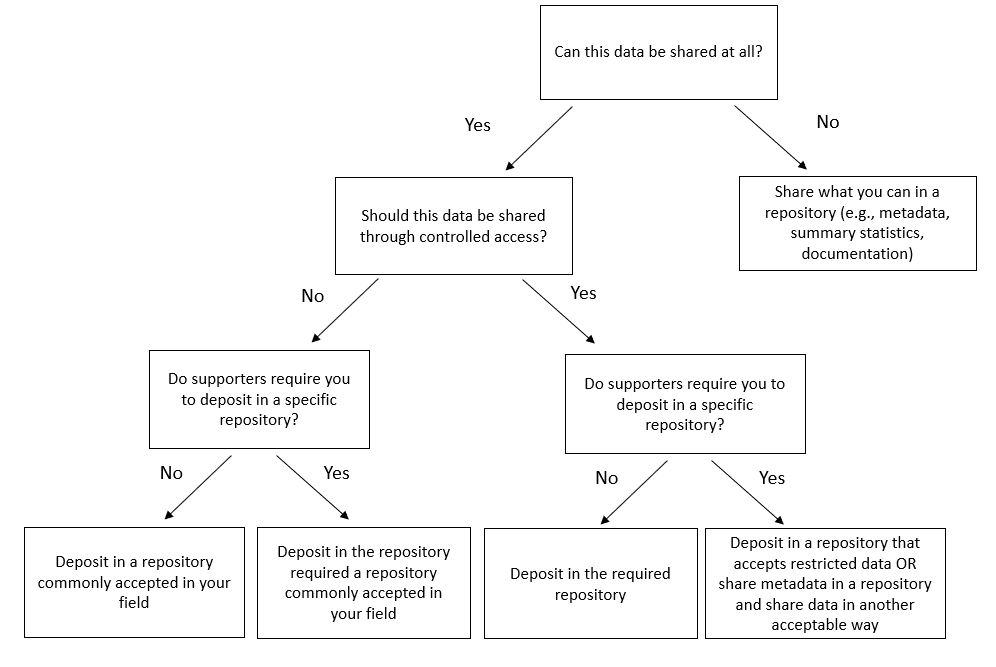 Can this data be shared at all?
Yes
No
Should this data be shared
through controlled access?
Share what you can in a
repository (e.g., metadata,
summary statistics,
documentation)
No
Yes
Do supporters require you
to deposit in a specific
repository?
Do supporters require you to
deposit in a specific
repository?
No
Yes
No
Yes
Deposit in a repository
commonly accepted in your
field
Deposit in the repository
required a repository
commonly accepted in
your field
Deposit in the required
repository
Deposit in a repository that
accepts restricted data OR
share metadata in a repository
and share data in another
acceptable way